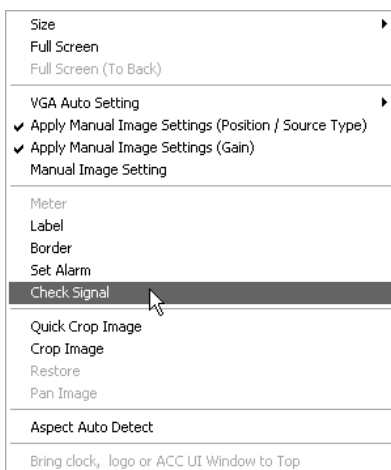 Size
Full Screen
Full Screen (To Back)
VGA Auto Setting
Apply Manual Image Settings (Position / Source Type)
Apply Manual Image Settings (Gain)
Manual Image Setting
Meter
Label
Border
Set Alarm
Check Signal
Quick Crop Image
Crop Image
Restore
Pan Image
Aspect Auto Detect
Bring clock, logo or ACC UI Window to Top